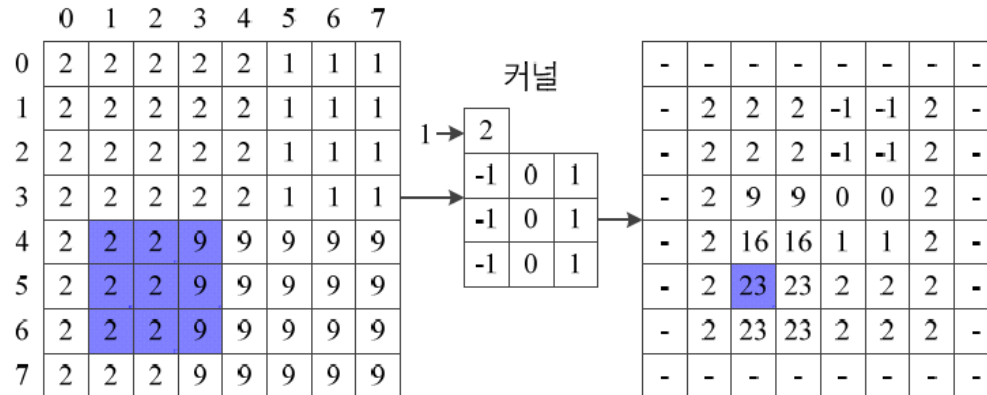 0 1 2 3 4 5 6 7
0 2 2 2 2 2 1 1 1
1 2 2 2 2 2 1 1 1
2 2 2 2 2 2 1 1 1
3 2 2 2 2 2 1 1 1
4 2 2 2 9 9 9 9 9
5 2 2 2 9 9 9 9 9
6 2 2 2 9 9 9 9 9
7 2 2 2 9 9 9 9 9
커널
1 2
-1 0 1
-1 0 1
-1 0 1
- - - - - - - -
- 2 2 2 -1 -1 2 -
- 2 2 2 -1 -1 2 -
- 2 9 9 0 0 2 -
- 2 16 16 1 1 2 -
- 2 23 23 2 2 2 -
- 2 23 23 2 2 2 -
- - - - - - - -